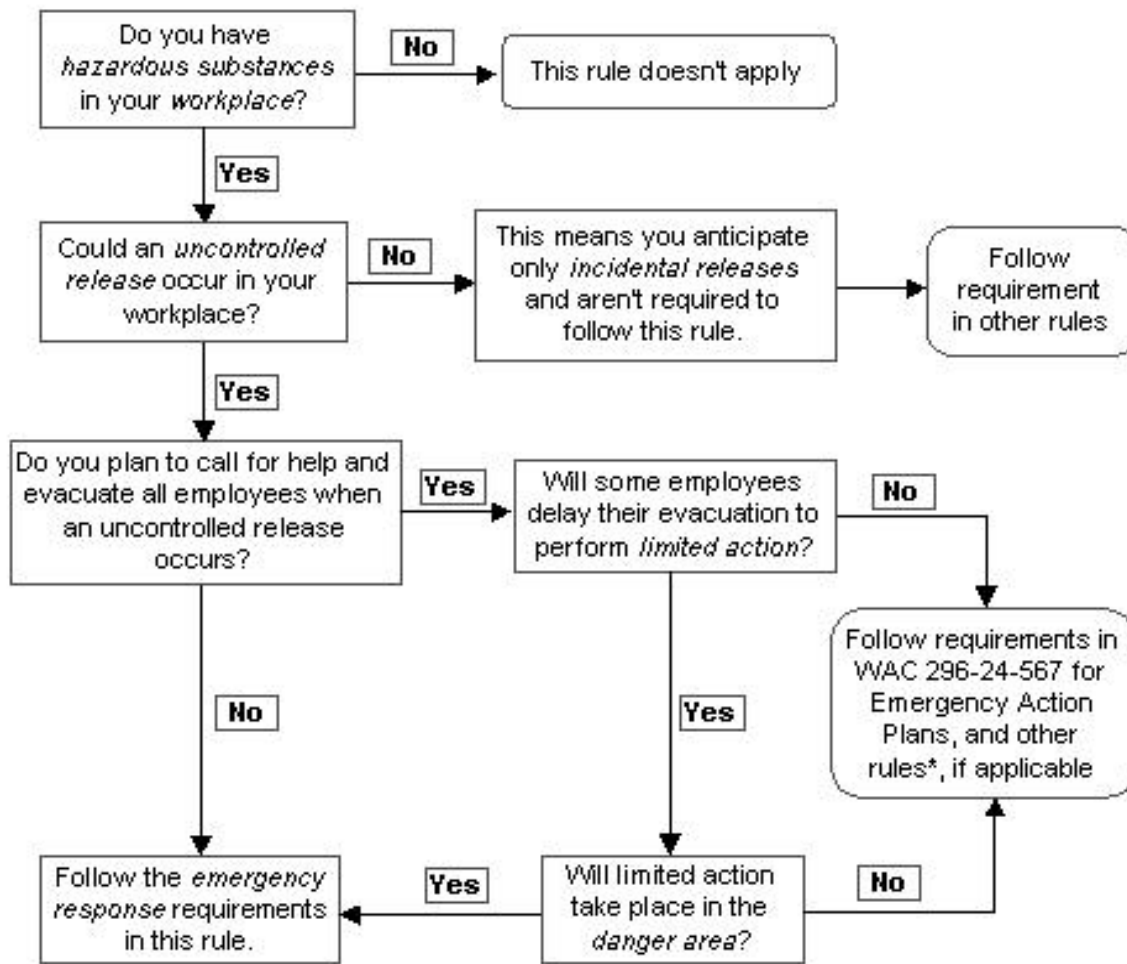 Do you have
hazardous substances
in your workplace?
No
This rule doesn't apply
Yes
Could an uncontrolled
release occur in your
workplace?
No
This means you anticipate
only incidental releases
and aren't required to
follow this rule.
Follow
requirement
in other rules
Yes
Do you plan to call for help and
evacuate all employees when
an uncontrolled release
occurs?
Yes
Will some employees
delay their evacuation to
perform limited action?
No
Follow requirements in
WAC 296-24-567 for
Emergency Action
Plans, and other
rules*, if applicable
No
Yes
Follow the emergency
response requirements
in this rule.
Yes
Will limited action
take place in the
danger area?
No